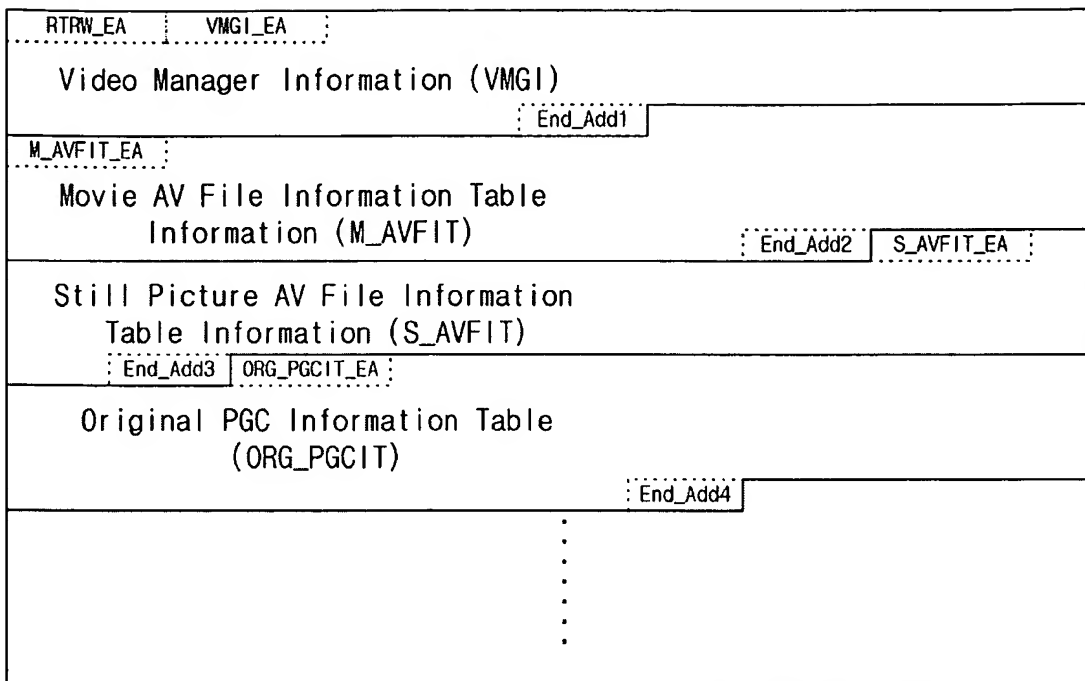 RTRW_EA VMGI_EA
Video Manager Information (VMGI)
End_Add1
M_AVFIT_EA
Movie AV File Information Table
Information (M_AVFIT)
End_Add2 S_AVFIT_EA
Still Picture AV File Information
Table Information (S_AVFIT)
End_Add3 ORG_PGCIT_EA
Original PGC Information Table
(ORG_PGCIT)
End_Add4